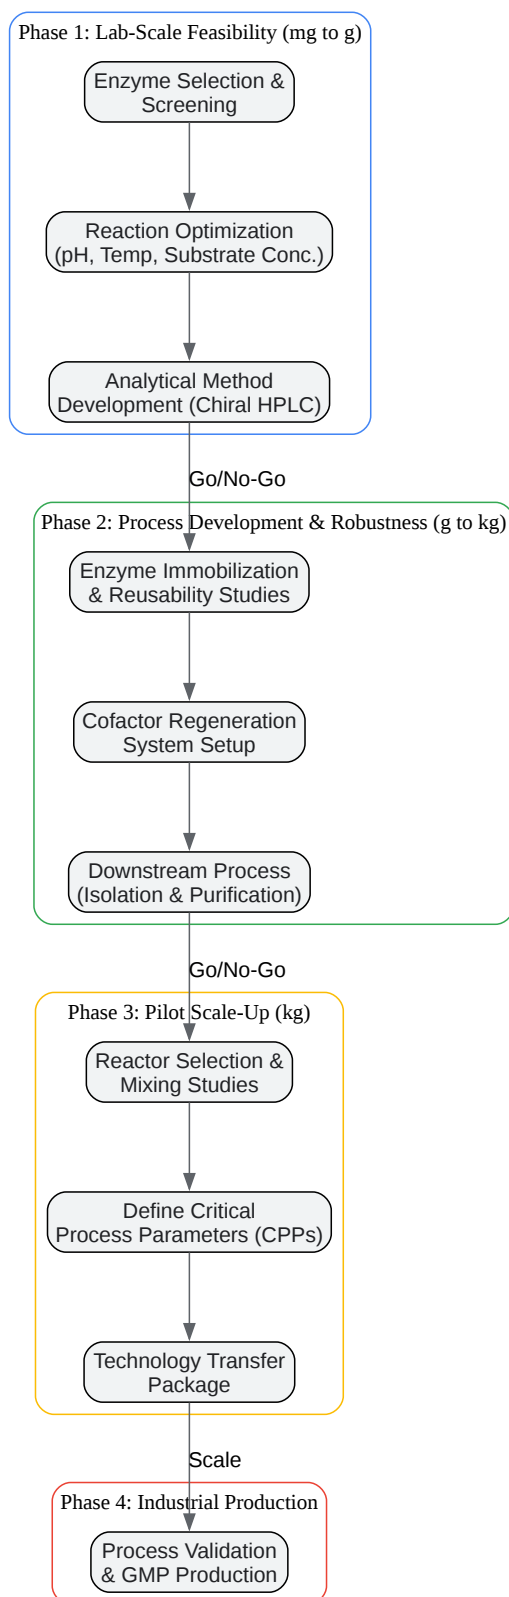 Phase 1: Lab-Scale Feasibility (mg to g)
Enzyme Selection &
Screening
Reaction Optimization
(pH, Temp, Substrate Conc.)
Analytical Method
Development (Chiral HPLC)
Go/No-Go
Phase 2: Process Development & Robustness (g to kg)
Enzyme Immobilization
& Reusability Studies
Cofactor Regeneration
System Setup
Downstream Process
(Isolation & Purification)
Go/No-Go
Phase 3: Pilot Scale-Up (kg)
Reactor Selection &
Mixing Studies
Define Critical
Process Parameters (CPPs)
Technology Transfer
Package
Scale
Phase 4: Industrial Production
Process Validation
& GMP Production